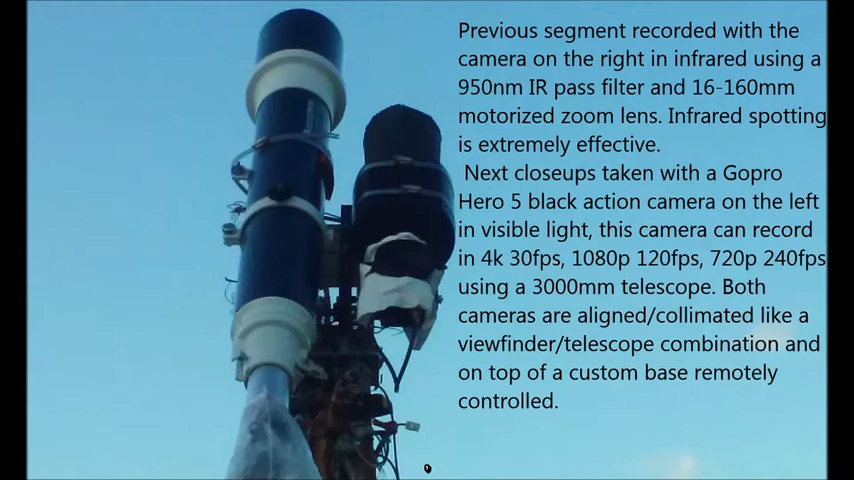 Previous segment recorded with the
camera on the right in infrared using a
950nm IR pass filter and 16-160mm
motorized zoom lens. Infrared spotting
is extremely effective.
Next closeups taken with a Gopro
Hero 5 black action camera on the left
in visible light, this camera can record
in 4k 30fps, 1080p 120fps, 720p 240fps
using a 3000mm telescope. Both
cameras are aligned/collimated like a
viewfinder/telescope combination and
on top of a custom base remotely
controlled.